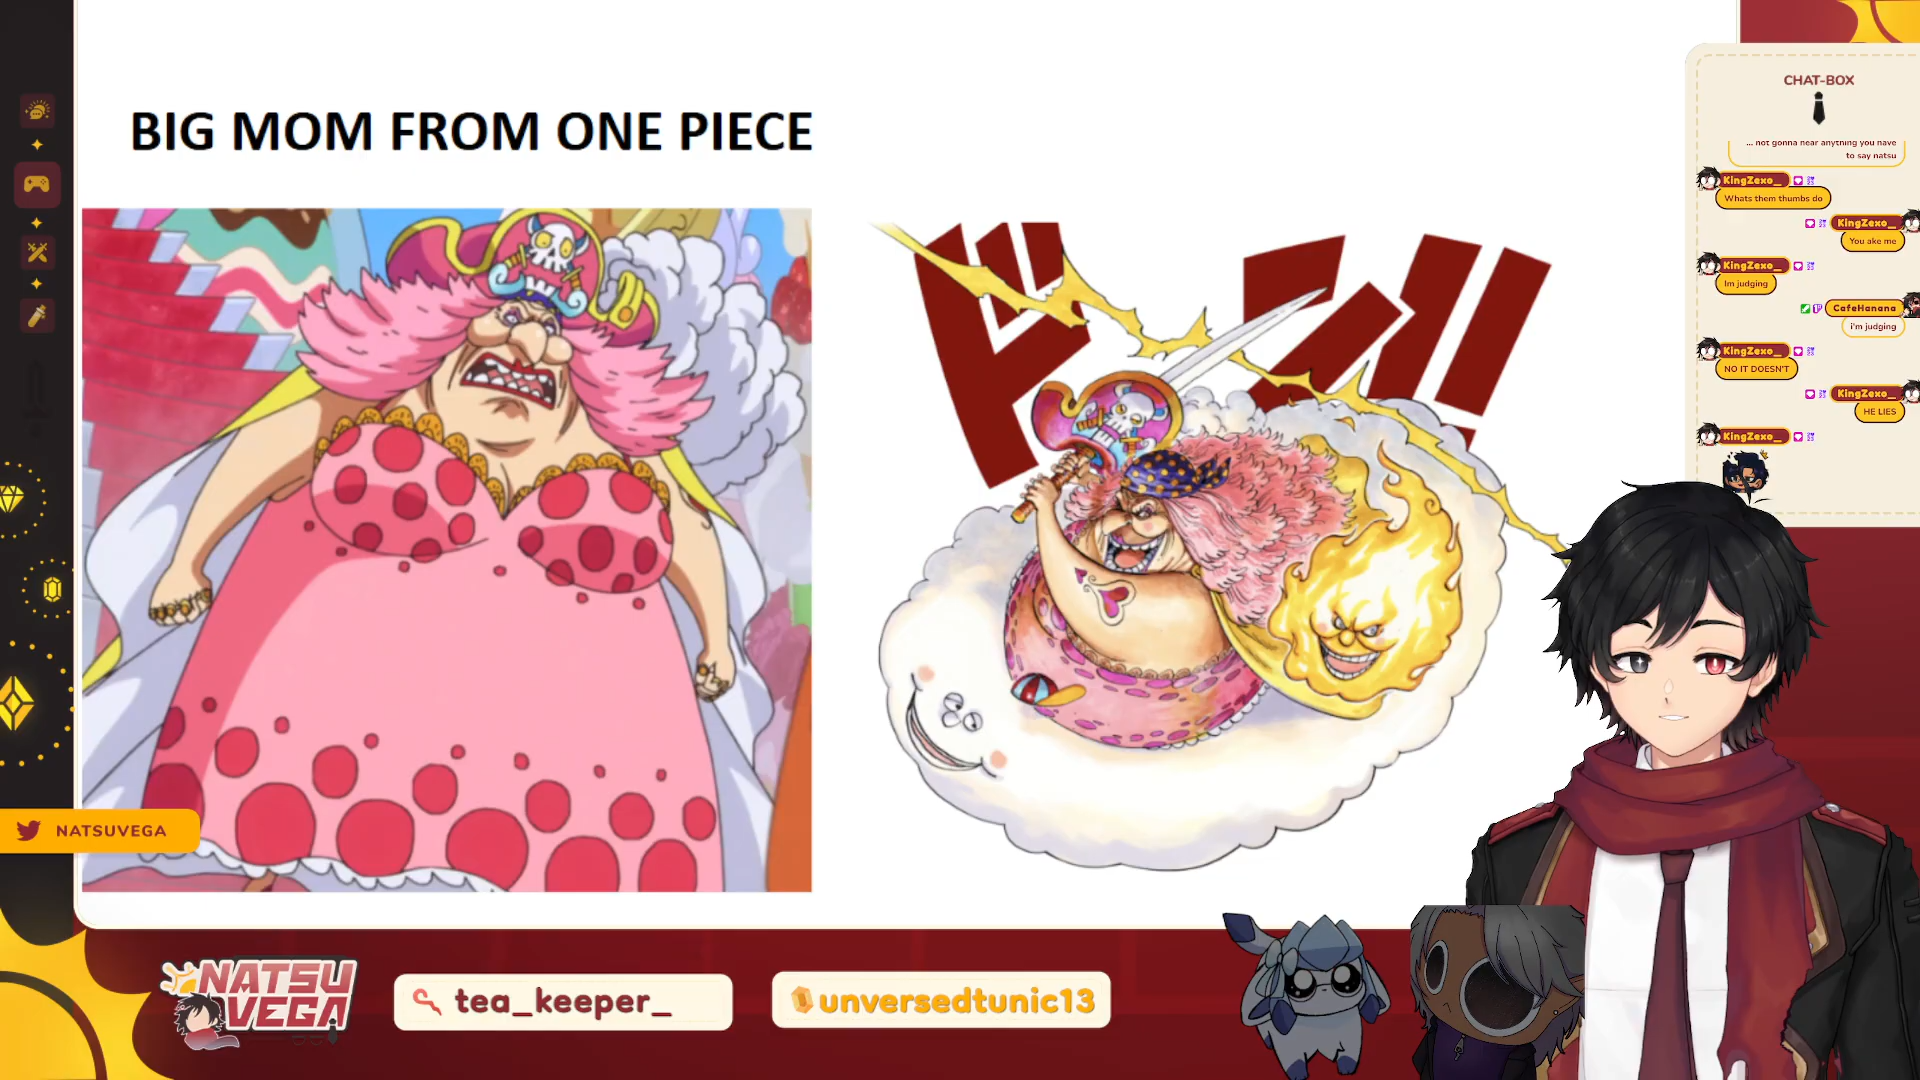 BIG MOM FROM ONE PIECE
ドン!!
CHAT-BOX
... not gonna near anything you have
to say natsu
KingZexo_
Whats them thumbs do
KingZexo_
You ake me
KingZexo_
Im judging
CafeHanana
i'm judging
KingZexo_
NO IT DOESN'T
KingZexo_
HE LIES
KingZexo_
NATSUVEGA
NATSU
VEGA
tea_keeper_
unversedtunic13